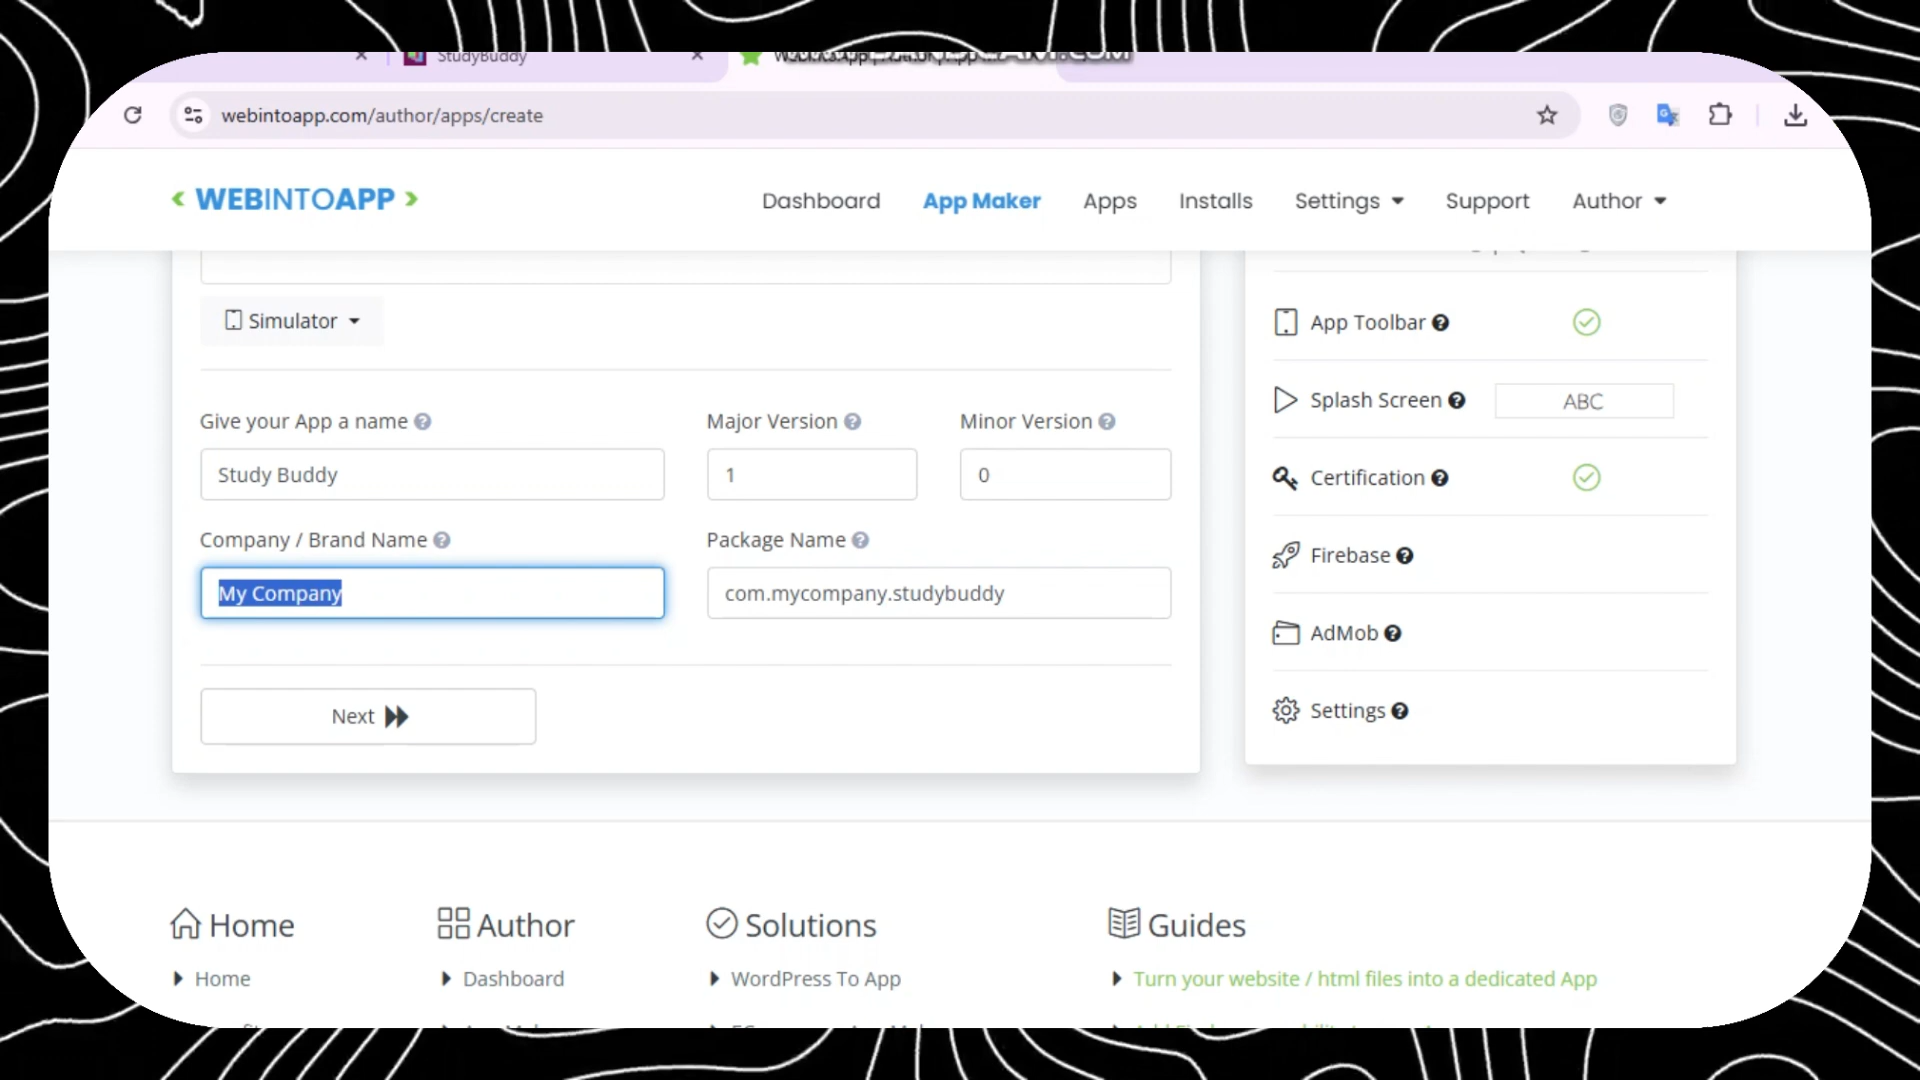 StudyBuddy
webintoapp.com/author/apps/create
WEBINTOAPP
Dashboard
App Maker
Apps
Installs
Settings
Support
Author
Simulator
App Toolbar
Splash Screen
ABC
Give your App a name
Major Version
Minor Version
Study Buddy
1
0
Certification
Company / Brand Name
Package Name
My Company
com.mycompany.studybuddy
Firebase
AdMob
Next
Settings
Home
Author
Solutions
Guides
Home
Dashboard
WordPress To App
Turn your website / html files into a dedicated App